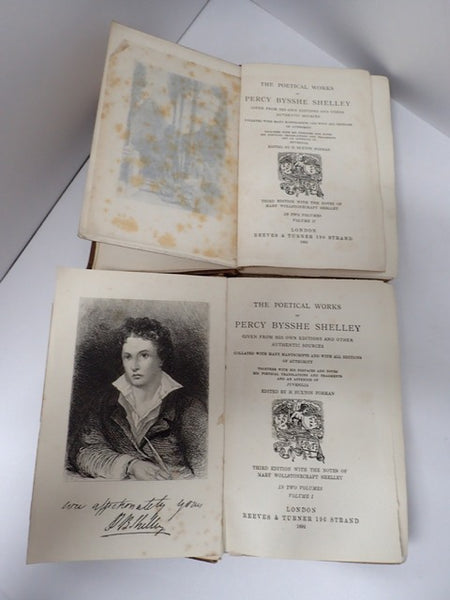 THE POETICAL WORKS
OF
PERCY BYSSHE SHELLEY
GIVEN FROM HIS OWN EDITIONS AND OTHER
AUTHENTIC SOURCES
COLLATED WITH MANY MANUSCRIPTS AND WITH ALL EDITIONS
OF AUTHORITY
TOGETHER WITH HIS PREFACES AND NOTES
HIS POETICAL TRANSLATIONS AND FRAGMENTS
AND AN APPENDIX OF
JUVENILIA
EDITED BY H. BUXTON FORMAN
THIRD EDITION WITH THE NOTES OF
MARY WOLLSTONECRAFT SHELLEY
IN TWO VOLUMES
VOLUME II
LONDON
REEVES & TURNER 196 STRAND
1892
THE POETICAL WORKS
OF
PERCY BYSSHE SHELLEY
GIVEN FROM HIS OWN EDITIONS AND OTHER
AUTHENTIC SOURCES
COLLATED WITH MANY MANUSCRIPTS AND WITH ALL EDITIONS
OF AUTHORITY
TOGETHER WITH HIS PREFACES AND NOTES
HIS POETICAL TRANSLATIONS AND FRAGMENTS
AND AN APPENDIX OF
JUVENILIA
EDITED BY H. BUXTON FORMAN
THIRD EDITION WITH THE NOTES OF
MARY WOLLSTONECRAFT SHELLEY
IN TWO VOLUMES
VOLUME I
LONDON
REEVES & TURNER 196 STRAND
1892
affectionately yours
PBShelley